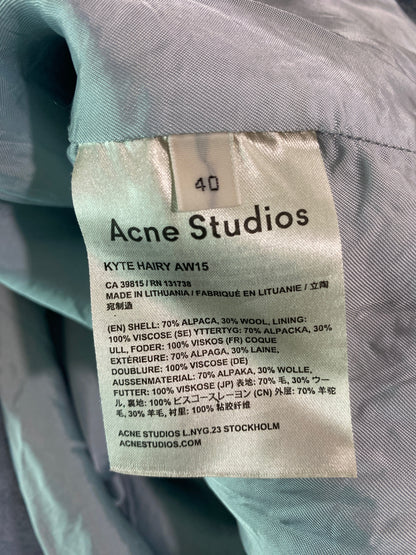 40
Acne Studios
KYTE HAIRY AW15
CA 39815 / RN 131738
MADE IN LITHUANIA / FABRIQUÉ EN LITUANIE / 立陶
宛制造
(EN) SHELL: 70% ALPACA, 30% WOOL, LINING:
100% VISCOSE (SE) YTTERTYG: 70% ALPACKA, 30%
ULL, FODER: 100% VISKOS (FR) COQUE
EXTÉRIEURE: 70% ALPAGA, 30% LAINE,
DOUBLURE: 100% VISCOSE (DE)
AUSSENMATERIAL: 70% ALPAKA, 30% WOLLE,
FUTTER: 100% VISKOSE (JP) 表地: 70% 毛, 30% ウー
ル, 裏地: 100% ビスコースレーヨン (CN) 外层: 70% 羊驼
毛, 30% 羊毛, 衬里: 100% 粘胶纤维
ACNE STUDIOS L.NYG.23 STOCKHOLM
ACNESTUDIOS.COM